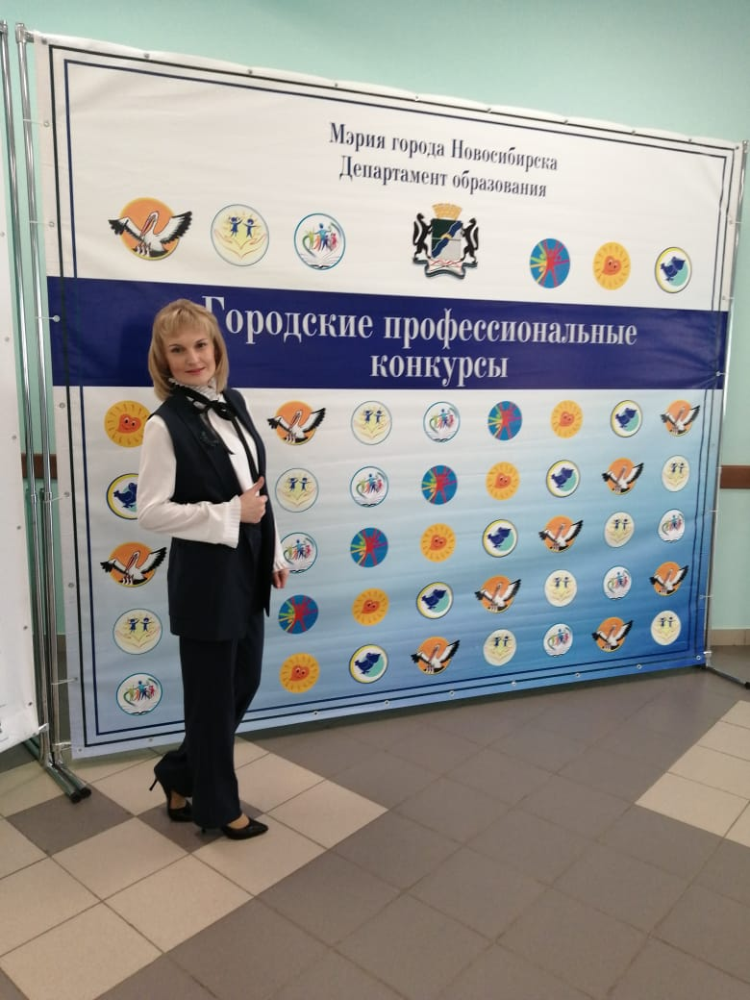 Мэрия города Новосибирска
Департамент образования
Городские профессиональные
конкурсы